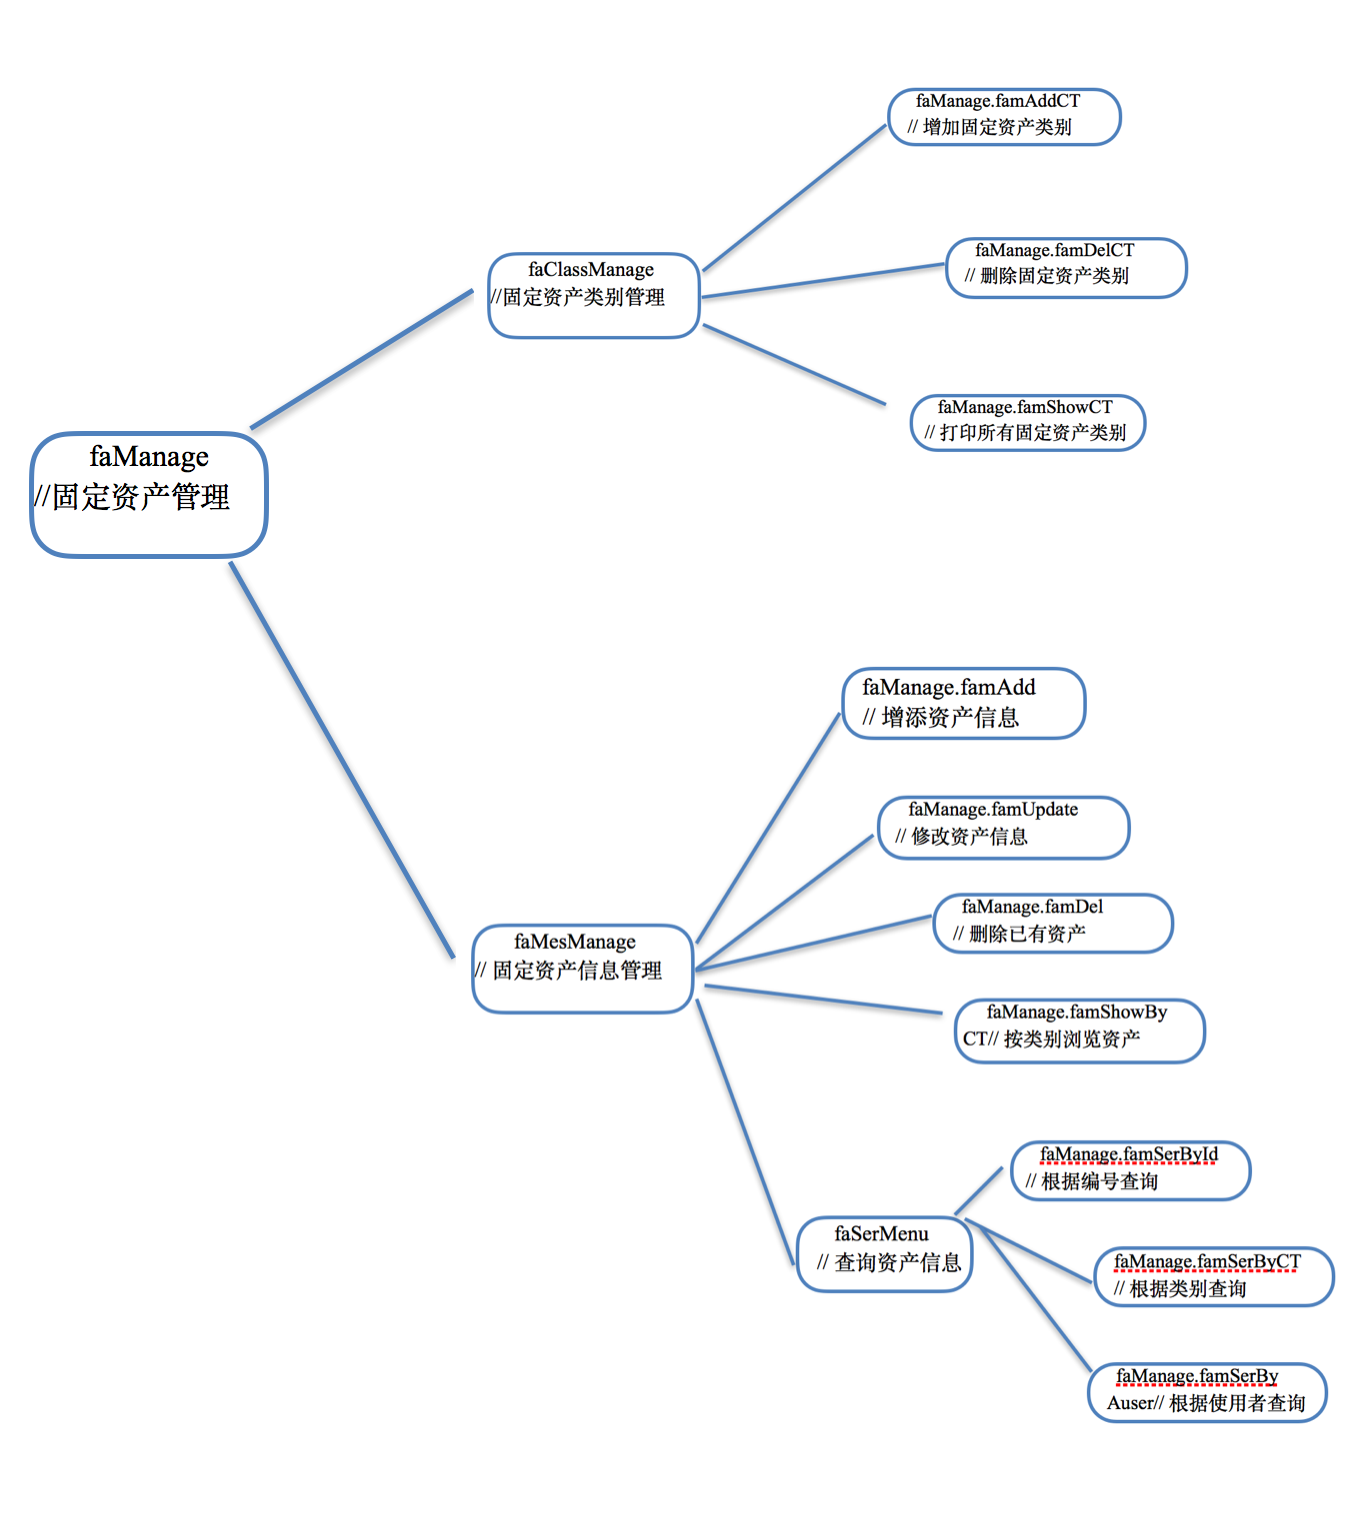 faManage.famAddCT
// 增加固定资产类别
faManage.famDelCT
// 删除固定资产类别
faClassManage
//固定资产类别管理
faManage.famShowCT
// 打印所有固定资产类别
faManage
//固定资产管理
faManage.famAdd
// 增添资产信息
faManage.famUpdate
// 修改资产信息
faManage.famDel
// 删除已有资产
faMesManage
// 固定资产信息管理
faManage.famShowBy
CT// 按类别浏览资产
faManage.famSerById
// 根据编号查询
faSerMenu
// 查询资产信息
faManage.famSerByCT
// 根据类别查询
faManage.famSerBy
Auser// 根据使用者查询